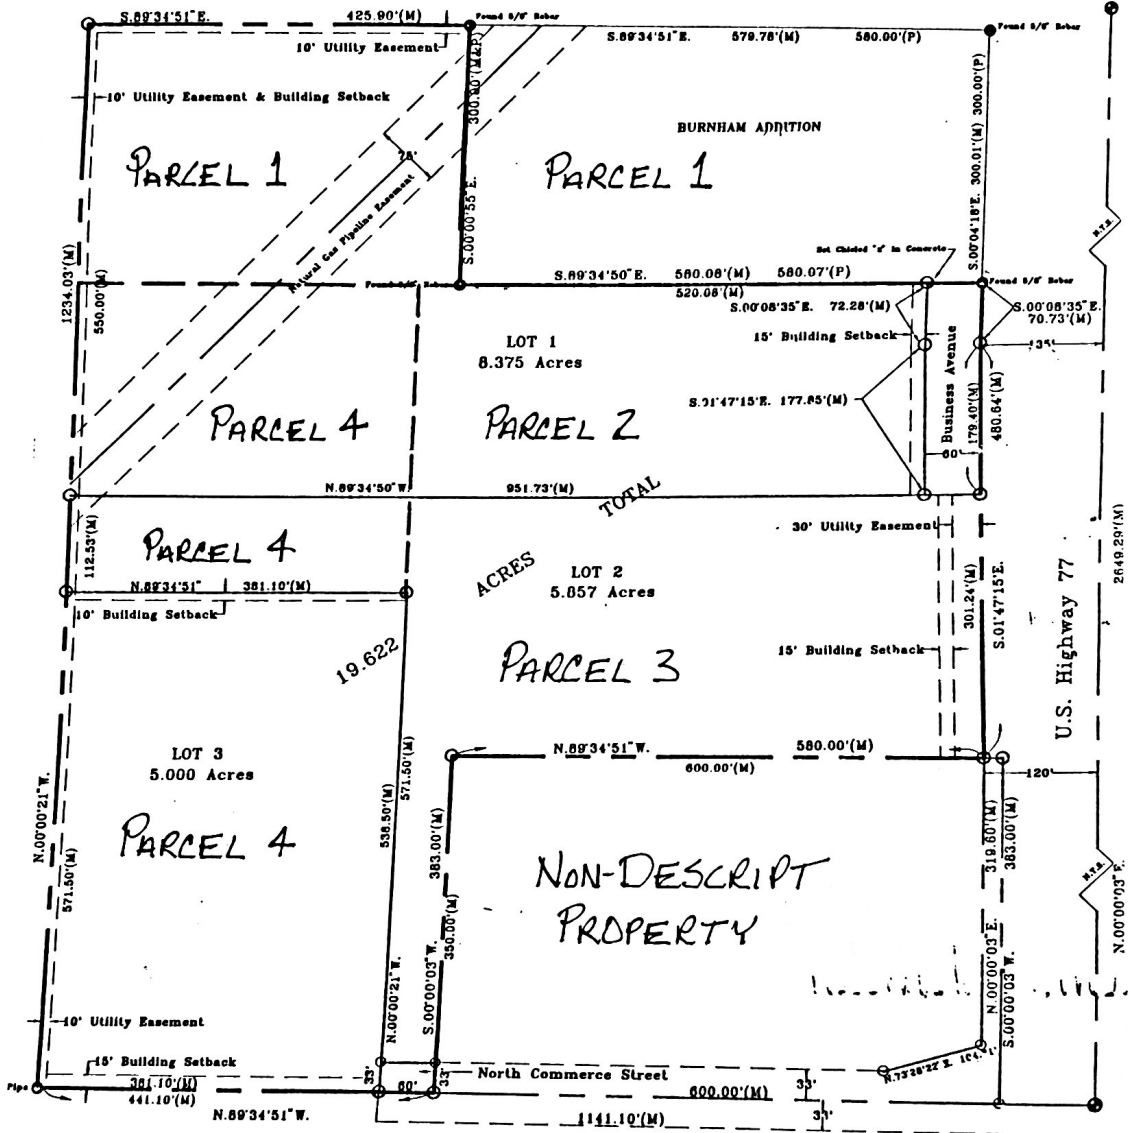 S.89°34'51"E. 425.90'(M)
Found 5/8" Rebar
S.89°34'51"E. 579.78'(M) 580.00'(P)
Found 5/8" Rebar
10' Utility Easement
300.00'(M&P)
S.00°00'55"E.
10' Utility Easement & Building Setback
BURNHAM ADDITION
S.00°04'18"E. 300.01'(M) 300.00'(P)
PARCEL 1
PARCEL 1
75'
Natural Gas Pipeline Easement
N.T.S.
Set Chisled "x" in Concrete
1234.03'(M)
550.00'(M)
Found 5/8" Rebar
S.89°34'50"E. 580.08'(M) 580.07'(P)
520.08'(M)
Found 5/8" Rebar
S.00°08'35"E. 72.28'(M)
S.00°08'35"E.
70.73'(M)
15' Building Setback
135'
LOT 1
8.375 Acres
Business Avenue
S.01°47'15"E. 177.85'(M)
179.40'(M)
480.64'(M)
60'
PARCEL 4
PARCEL 2
N.89°34'50"W. 951.73'(M)
TOTAL
30' Utility Easement
112.53'(M)
PARCEL 4
ACRES
LOT 2
5.857 Acres
N.89°34'51" 381.10'(M)
10' Building Setback
301.24'(M)
S.01°47'15"E.
U.S. Highway 77
2649.29'(M)
19.622
15' Building Setback
PARCEL 3
N.89°34'51"W. 580.00'(M)
600.00'(M)
120'
LOT 3
5.000 Acres
N.00°00'21"W.
571.50'(M)
538.50'(M)
571.50'(M)
383.00'(M)
350.00'(M)
319.60'(M)
383.00'(M)
PARCEL 4
NON-DESCRIPT
PROPERTY
N.T.S.
N.00°00'03"E.
N.00°00'21"W.
S.00°00'03"W.
N.00°00'03"E.
S.00°00'03"W.
10' Utility Easement
15' Building Setback
North Commerce Street
N.73°28'22"E.
Pipe
381.10'(M)
441.10'(M)
33'
60'
33'
600.00'(M)
33'
N.89°34'51"W.
1141.10'(M)